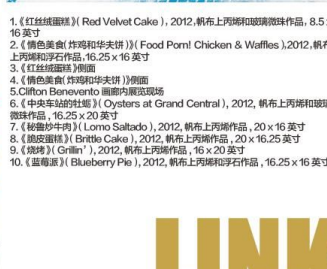 1.《红丝绒蛋糕》( Red Velvet Cake ), 2012,帆布上丙烯和玻璃微珠作品, 8.5
16 英寸
2.《情色美食(炸鸡和华夫饼 )》( Food Porn! Chicken & Waffles ),2012,帆布
上丙烯和浮石作品,16.25 x 16 英寸
3.《红丝绒蛋糕》侧面
4.《情色美食(炸鸡和华夫饼 )》侧面
5.Clifton Benevento 画廊内展览现场
6.《中央车站的牡蛎》( Oysters at Grand Central ), 2012, 帆布上丙烯和玻璃
微珠作品 , 16.25 x 20 英寸
7.《秘鲁炒牛肉》( Lomo Saltado ), 2012, 帆布上丙烯作品 , 20 x 16 英寸
8.《脆皮蛋糕》( Brittle Cake ), 2012, 帆布上丙烯作品 , 20 x 16.25 英寸
9.《烧烤》( Grillin' ), 2012, 帆布上丙烯作品 , 16 x 20 英寸
10.《蓝莓派》( Blueberry Pie ), 2012, 帆布上丙烯和浮石作品 , 16.25 x 16 英寸
LINK